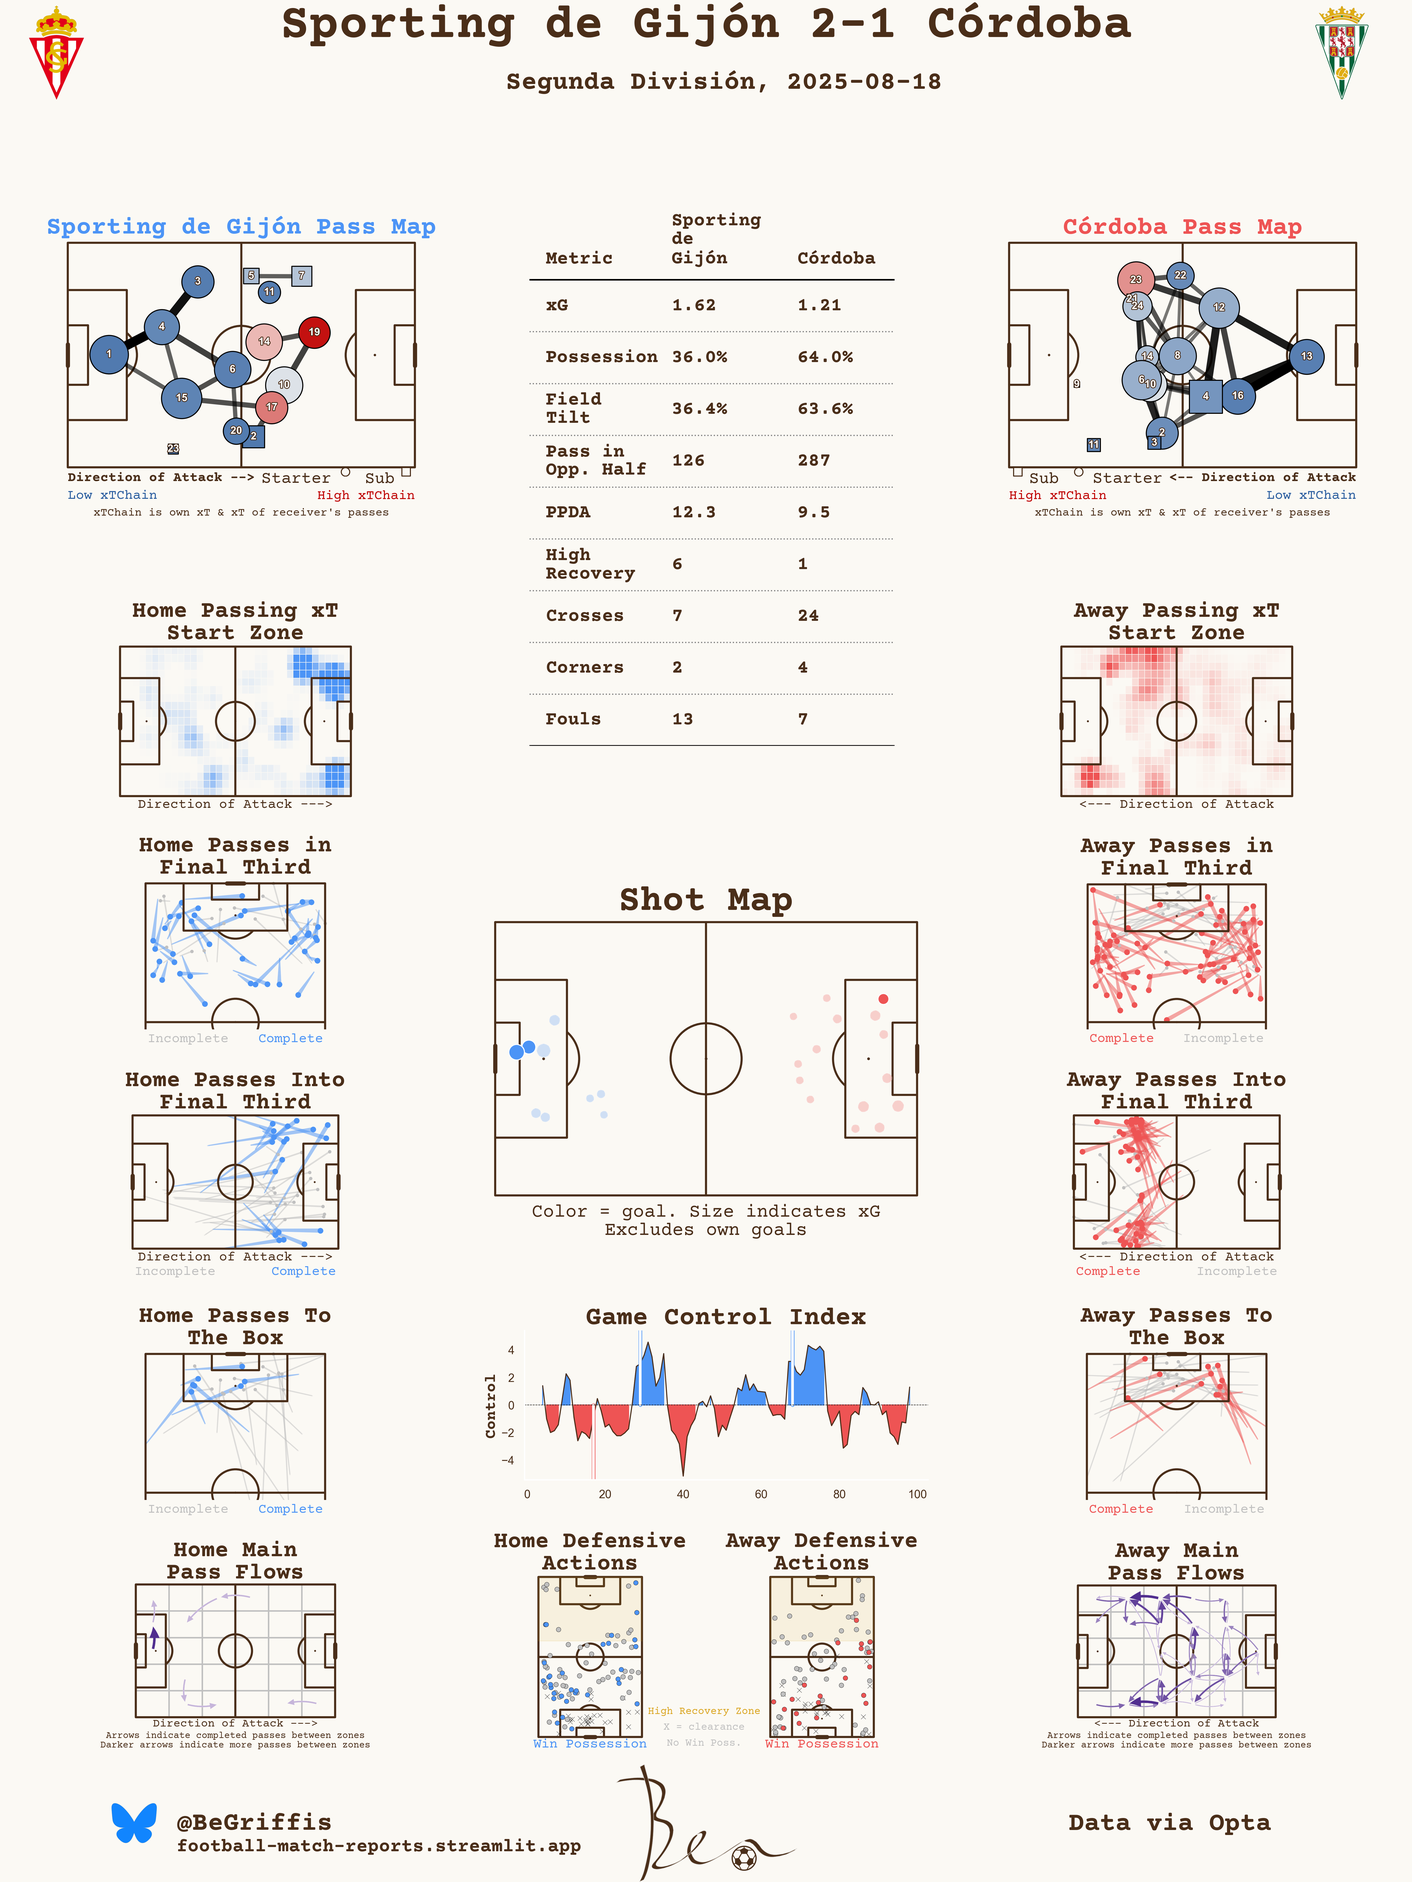 Sporting de Gijón 2-1 Córdoba
Segunda División, 2025-08-18
Sporting de Gijón Pass Map
3
5
7
11
4
14
19
1
6
10
15
17
20
2
23
Direction of Attack --> Starter Sub
Low xTChain High xTChain
xTChain is own xT & xT of receiver's passes
Metric Sporting de Gijón Córdoba
xG 1.62 1.21
Possession 36.0% 64.0%
Field Tilt 36.4% 63.6%
Pass in Opp. Half 126 287
PPDA 12.3 9.5
High Recovery 6 1
Crosses 7 24
Corners 2 4
Fouls 13 7
Córdoba Pass Map
23
22
21
24
12
14
8
13
6
10
9
4
16
2
3
11
Sub Starter <-- Direction of Attack
High xTChain Low xTChain
xTChain is own xT & xT of receiver's passes
Home Passing xT
Start Zone
Direction of Attack --->
Away Passing xT
Start Zone
<--- Direction of Attack
Home Passes in
Final Third
Incomplete Complete
Away Passes in
Final Third
Complete Incomplete
Shot Map
Color = goal. Size indicates xG
Excludes own goals
Home Passes Into
Final Third
Direction of Attack --->
Incomplete Complete
Away Passes Into
Final Third
<--- Direction of Attack
Complete Incomplete
Home Passes To
The Box
Incomplete Complete
Game Control Index
Control
4
2
0
−2
−4
0 20 40 60 80 100
Away Passes To
The Box
Complete Incomplete
Home Main
Pass Flows
Direction of Attack --->
Arrows indicate completed passes between zones
Darker arrows indicate more passes between zones
Home Defensive
Actions
Win Possession
High Recovery Zone
X = clearance
No Win Poss.
Away Defensive
Actions
Win Possession
Away Main
Pass Flows
<--- Direction of Attack
Arrows indicate completed passes between zones
Darker arrows indicate more passes between zones
@BeGriffis
football-match-reports.streamlit.app
Ben
Data via Opta